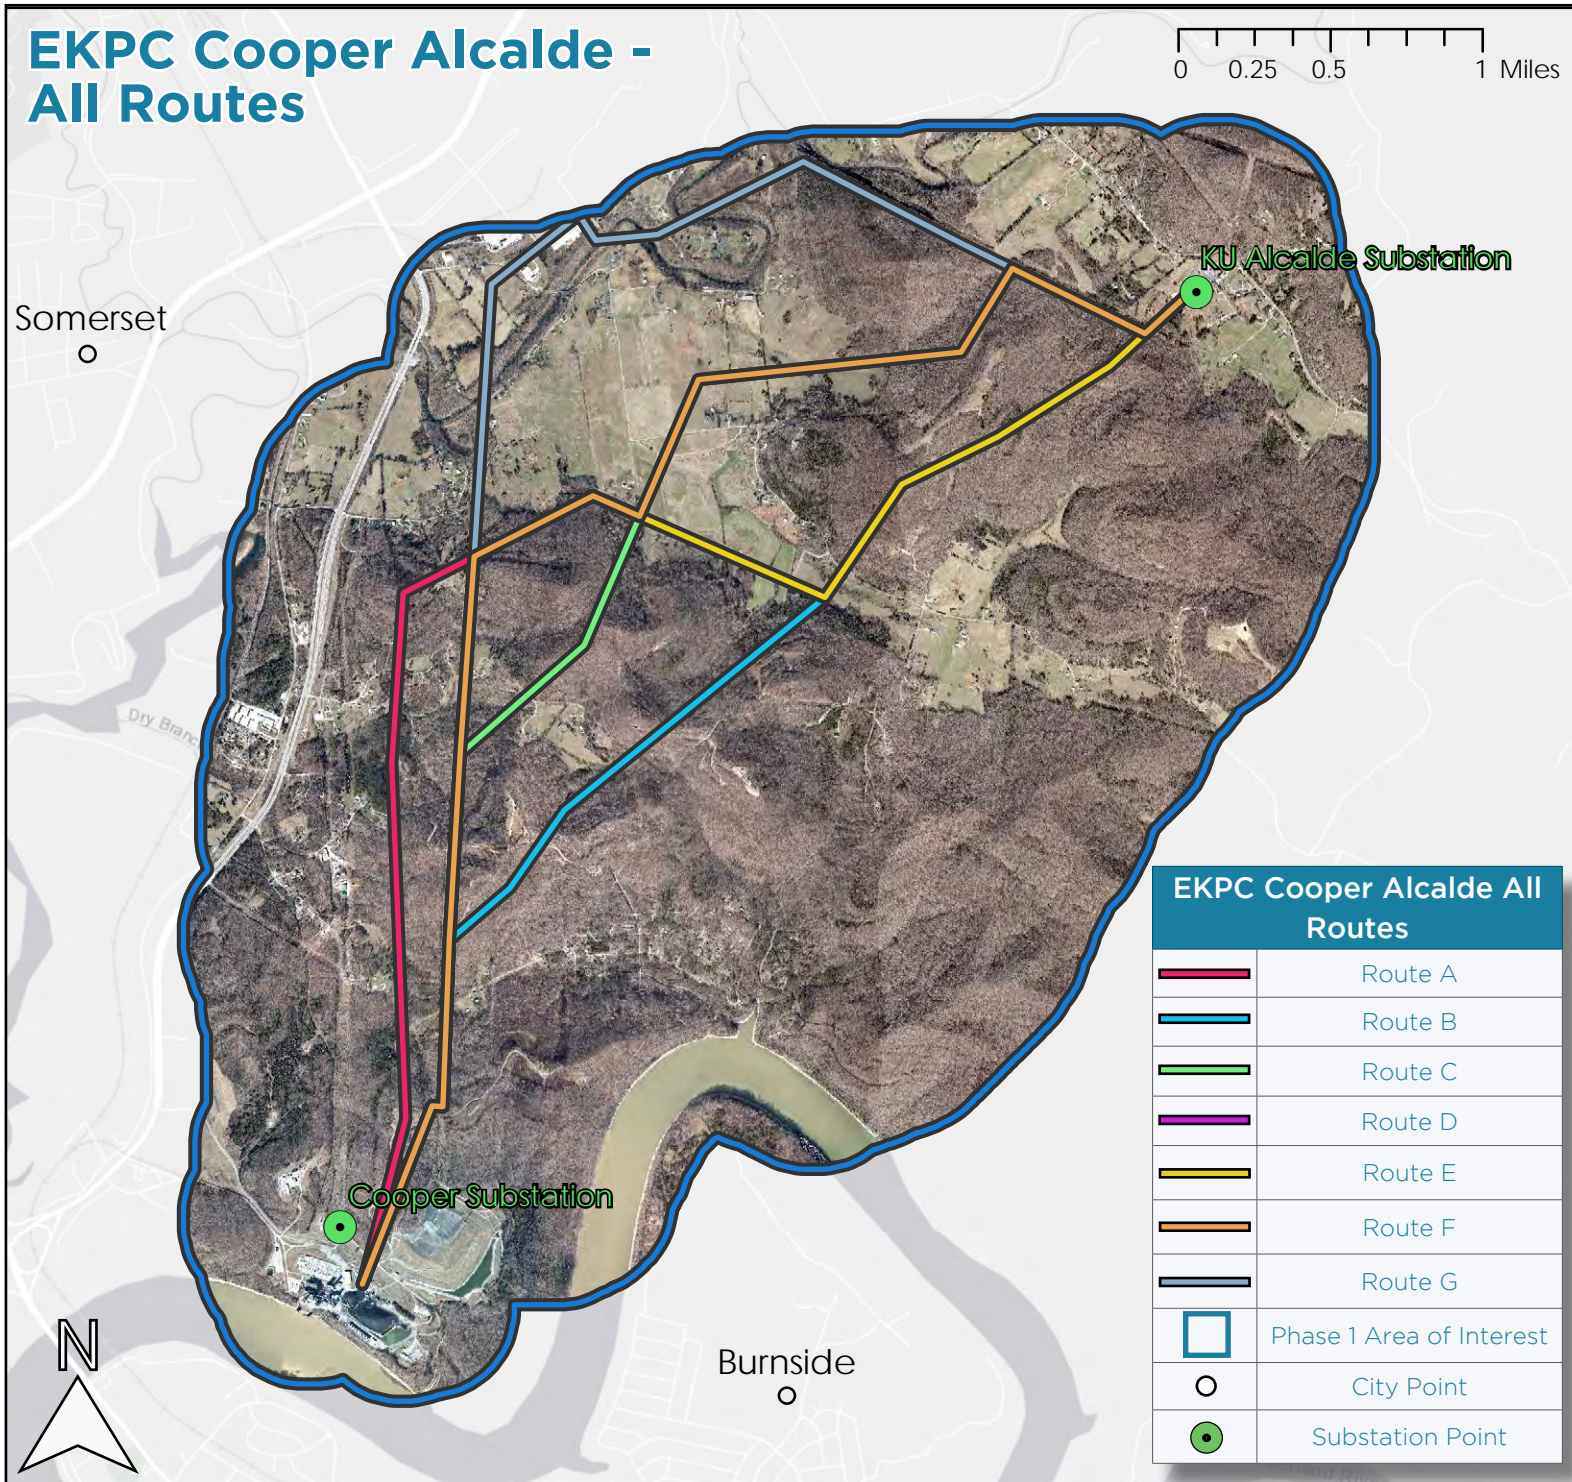 EKPC Cooper Alcalde -
All Routes
0 0.25 0.5 1 Miles
KU Alcalde Substation
Somerset
Dry Branch
Cooper Substation
Burnside
N
EKPC Cooper Alcalde All
Routes
Route A
Route B
Route C
Route D
Route E
Route F
Route G
Phase 1 Area of Interest
City Point
Substation Point